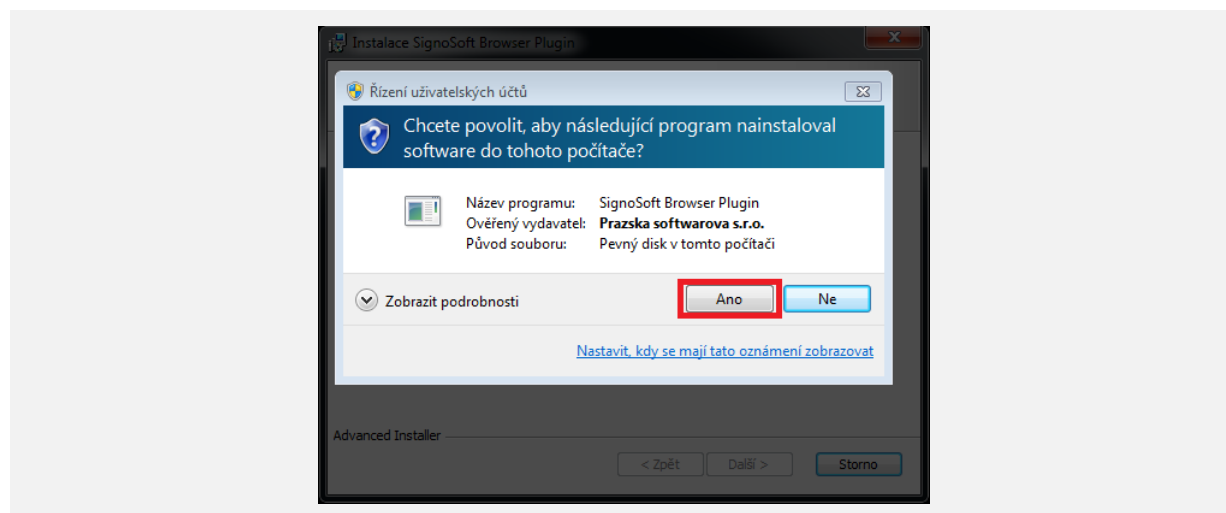 Instalace SignoSoft Browser Plugin
Řízení uživatelských účtů
Chcete povolit, aby následující program nainstaloval
software do tohoto počítače?
Název programu: SignoSoft Browser Plugin
Ověřený vydavatel: Prazska softwarova s.r.o.
Původ souboru: Pevný disk v tomto počítači
Zobrazit podrobnosti
Ano
Ne
Nastavit, kdy se mají tato oznámení zobrazovat
Advanced Installer
< Zpět
Další >
Storno